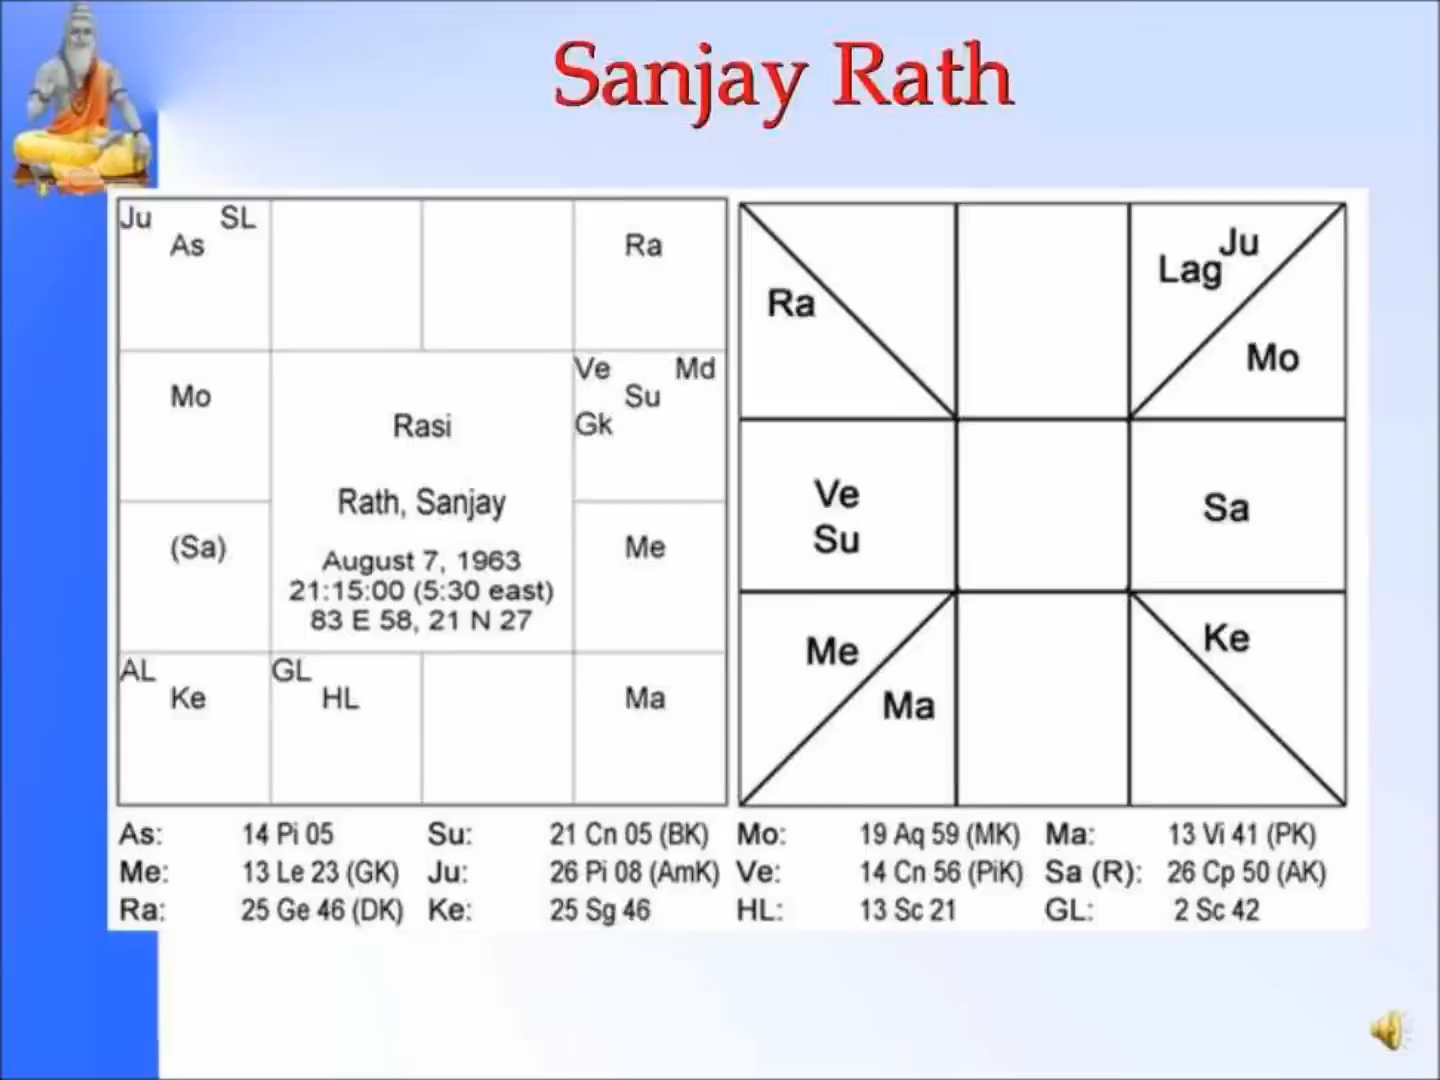 Sanjay Rath
Ju SL
As
Ra
Mo
Ve Md
Su
Gk
Rasi
Rath, Sanjay
August 7, 1963
21:15:00 (5:30 east)
83 E 58, 21 N 27
(Sa)
Me
AL
Ke
GL
HL
Ma
Ju
Lag
Ra
Mo
Ve
Su
Sa
Me
Ma
Ke
As: 14 Pi 05 Su: 21 Cn 05 (BK) Mo: 19 Aq 59 (MK) Ma: 13 Vi 41 (PK)
Me: 13 Le 23 (GK) Ju: 26 Pi 08 (AmK) Ve: 14 Cn 56 (PiK) Sa (R): 26 Cp 50 (AK)
Ra: 25 Ge 46 (DK) Ke: 25 Sg 46 HL: 13 Sc 21 GL: 2 Sc 42